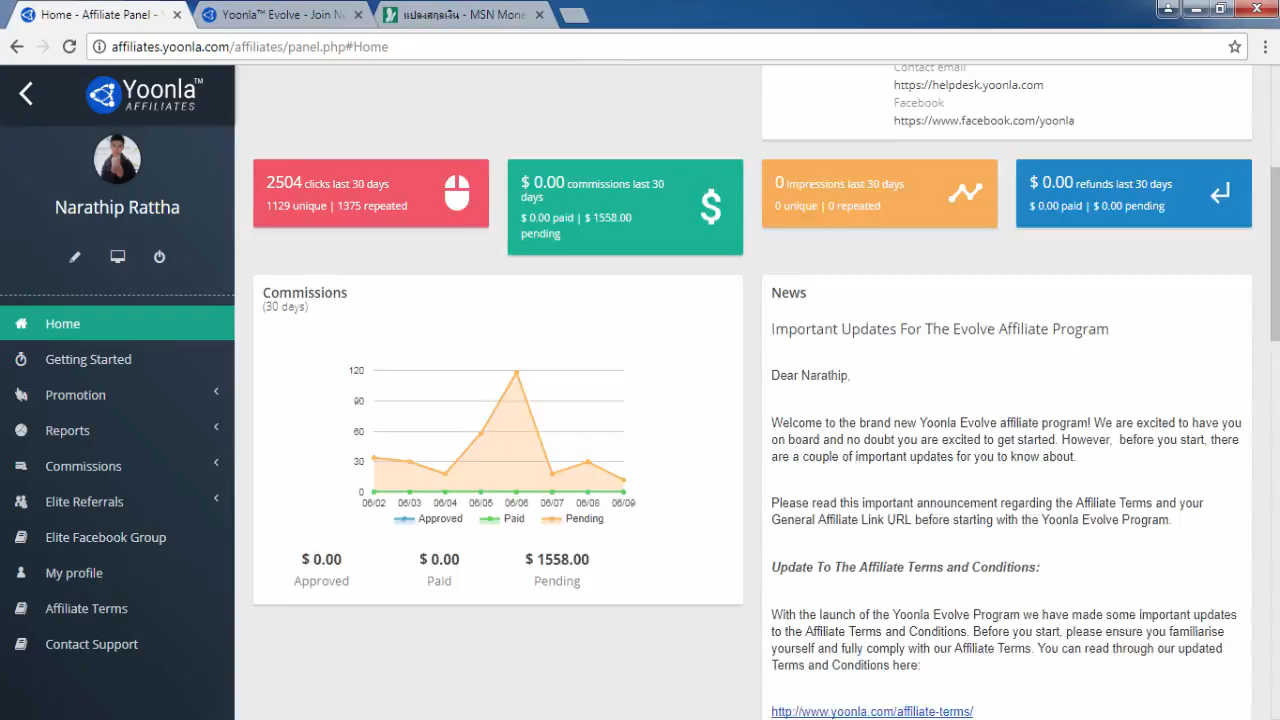 Home - Affiliate Panel -
Yoonla™ Evolve - Join N
แปลงสกุลเงิน - MSN Mone
affiliates.yoonla.com/affiliates/panel.php#Home
Yoonla™
AFFILIATES
Narathip Rattha
Home
Getting Started
Promotion
Reports
Commissions
Elite Referrals
Elite Facebook Group
My profile
Affiliate Terms
Contact Support
Contact email
https://helpdesk.yoonla.com
Facebook
https://www.facebook.com/yoonla
2504 clicks last 30 days
1129 unique | 1375 repeated
$ 0.00 commissions last 30
days
$ 0.00 paid | $ 1558.00
pending
0 impressions last 30 days
0 unique | 0 repeated
$ 0.00 refunds last 30 days
$ 0.00 paid | $ 0.00 pending
Commissions
(30 days)
120
90
60
30
0
06/02 06/03 06/04 06/05 06/06 06/07 06/08 06/09
Approved Paid Pending
$ 0.00 $ 0.00 $ 1558.00
Approved Paid Pending
News
Important Updates For The Evolve Affiliate Program
Dear Narathip,
Welcome to the brand new Yoonla Evolve affiliate program! We are excited to have you
on board and no doubt you are excited to get started. However, before you start, there
are a couple of important updates for you to know about.
Please read this important announcement regarding the Affiliate Terms and your
General Affiliate Link URL before starting with the Yoonla Evolve Program.
Update To The Affiliate Terms and Conditions:
With the launch of the Yoonla Evolve Program we have made some important updates
to the Affiliate Terms and Conditions. Before you start, please ensure you familiarise
yourself and fully comply with our Affiliate Terms. You can read through our updated
Terms and Conditions here:
http://www.yoonla.com/affiliate-terms/